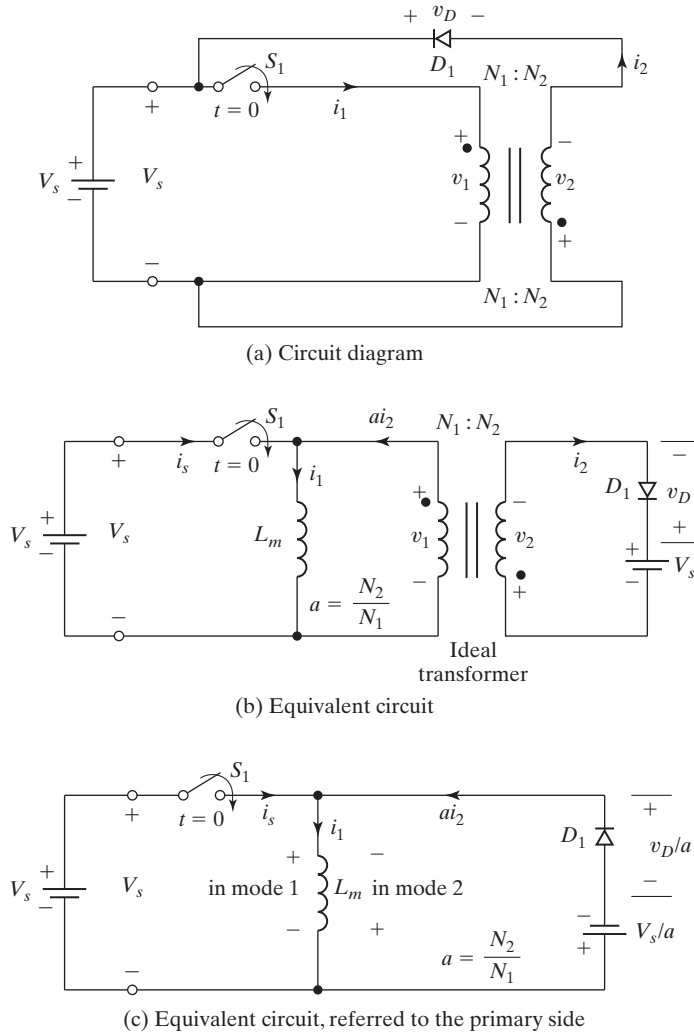 + v_D −
D_1
S_1
N_1 : N_2
i_2
+
t = 0
i_1
+
−
+
V_s
V_s
v_1
v_2
−
−
+
−
N_1 : N_2
(a) Circuit diagram
S_1
ai_2
N_1 : N_2
+
i_s
t = 0
i_2
−
i_1
+
−
D_1
v_D
+
V_s
V_s
L_m
v_1
v_2
+
+
−
−
V_s
−
−
a = N_2
N_1
+
Ideal
transformer
(b) Equivalent circuit
S_1
+
t = 0
i_s
ai_2
+
i_1
D_1
v_D/a
+
V_s
V_s
+
−
in mode 1
L_m
in mode 2
−
−
−
V_s/a
−
+
+
−
a = N_2
N_1
(c) Equivalent circuit, referred to the primary side